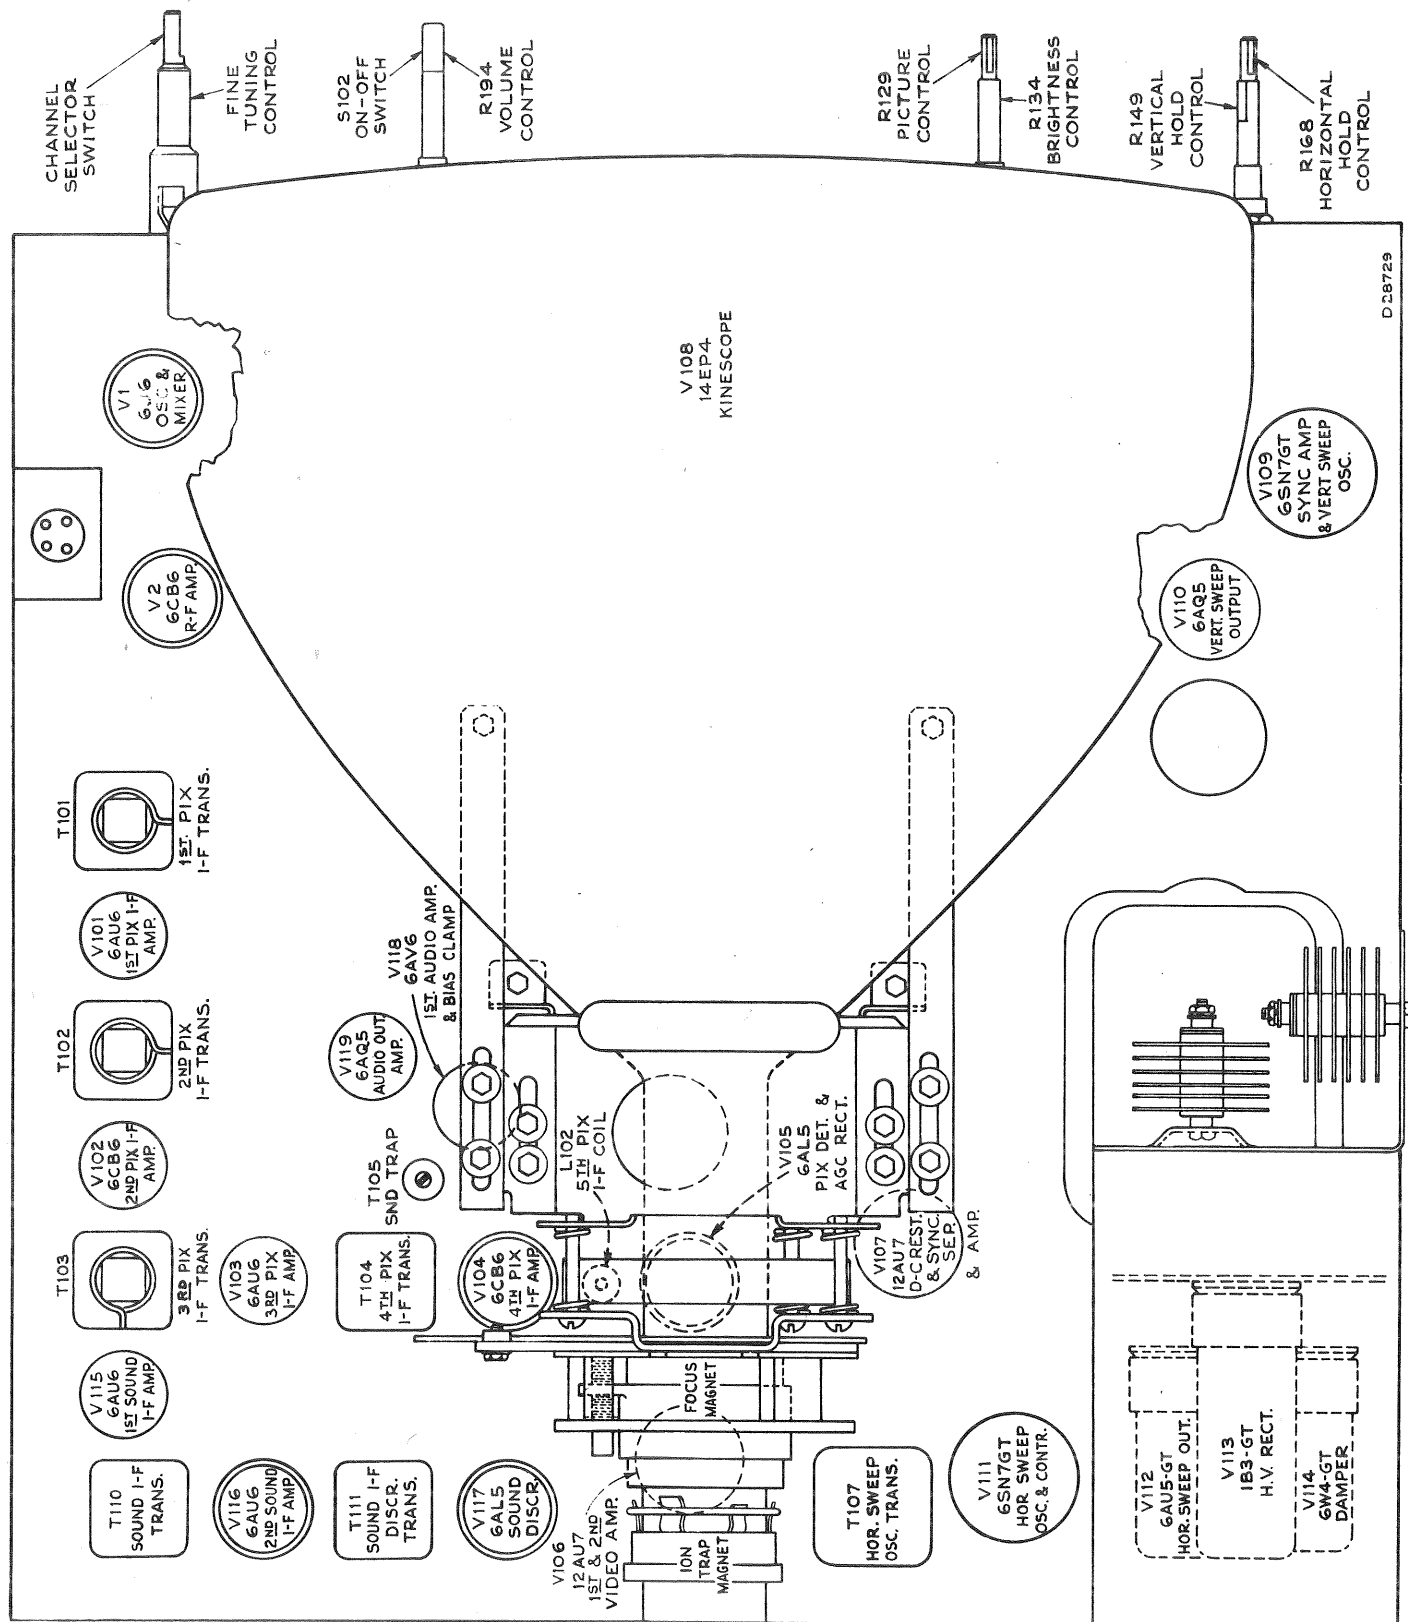 CHANNEL
SELECTOR
SWITCH
FINE
TUNING
CONTROL
S102
ON-OFF
SWITCH
R194
VOLUME
CONTROL
R129
PICTURE
CONTROL
R134
BRIGHTNESS
CONTROL
R149
VERTICAL
HOLD
CONTROL
R168
HORIZONTAL
HOLD
CONTROL
D28729
V1
6J6
OSC &
MIXER
V108
14EP4
KINESCOPE
V109
6SN7GT
SYNC AMP
& VERT SWEEP
OSC.
V2
6CB6
R-F AMP.
V110
6AQ5
VERT. SWEEP
OUTPUT
T101
1ST. PIX
I-F TRANS.
V101
6AU6
1ST PIX I-F
AMP.
T102
2ND PIX
I-F TRANS.
V119
6AQ5
AUDIO OUT.
AMP.
V118
6AV6
1ST. AUDIO AMP.
& BIAS CLAMP
V102
6CB6
2ND PIX I-F
AMP.
T105
SND TRAP
L102
5TH PIX
I-F COIL
V105
6AL5
PIX DET. &
AGC RECT.
T103
3RD PIX
I-F TRANS.
V103
6AU6
3RD PIX
I-F AMP.
T104
4TH PIX
I-F TRANS.
V104
6CB6
4TH PIX
I-F AMP.
V107
12AU7
D-C REST.
& SYNC.
SEP.
& AMP.
V115
6AU6
1ST SOUND
I-F AMP.
FOCUS
MAGNET
T110
SOUND I-F
TRANS.
V116
6AU6
2ND SOUND
I-F AMP.
T111
SOUND I-F
DISCR.
TRANS.
V117
6AL5
SOUND
DISCR.
V106
12AU7
1ST & 2ND
VIDEO AMP.
ION
TRAP
MAGNET
T107
HOR. SWEEP
OSC. TRANS.
V111
6SN7GT
HOR SWEEP
OSC. & CONTR.
V112
6AU5-GT
HOR. SWEEP OUT.
V113
1B3-GT
H.V. RECT.
V114
6W4-GT
DAMPER